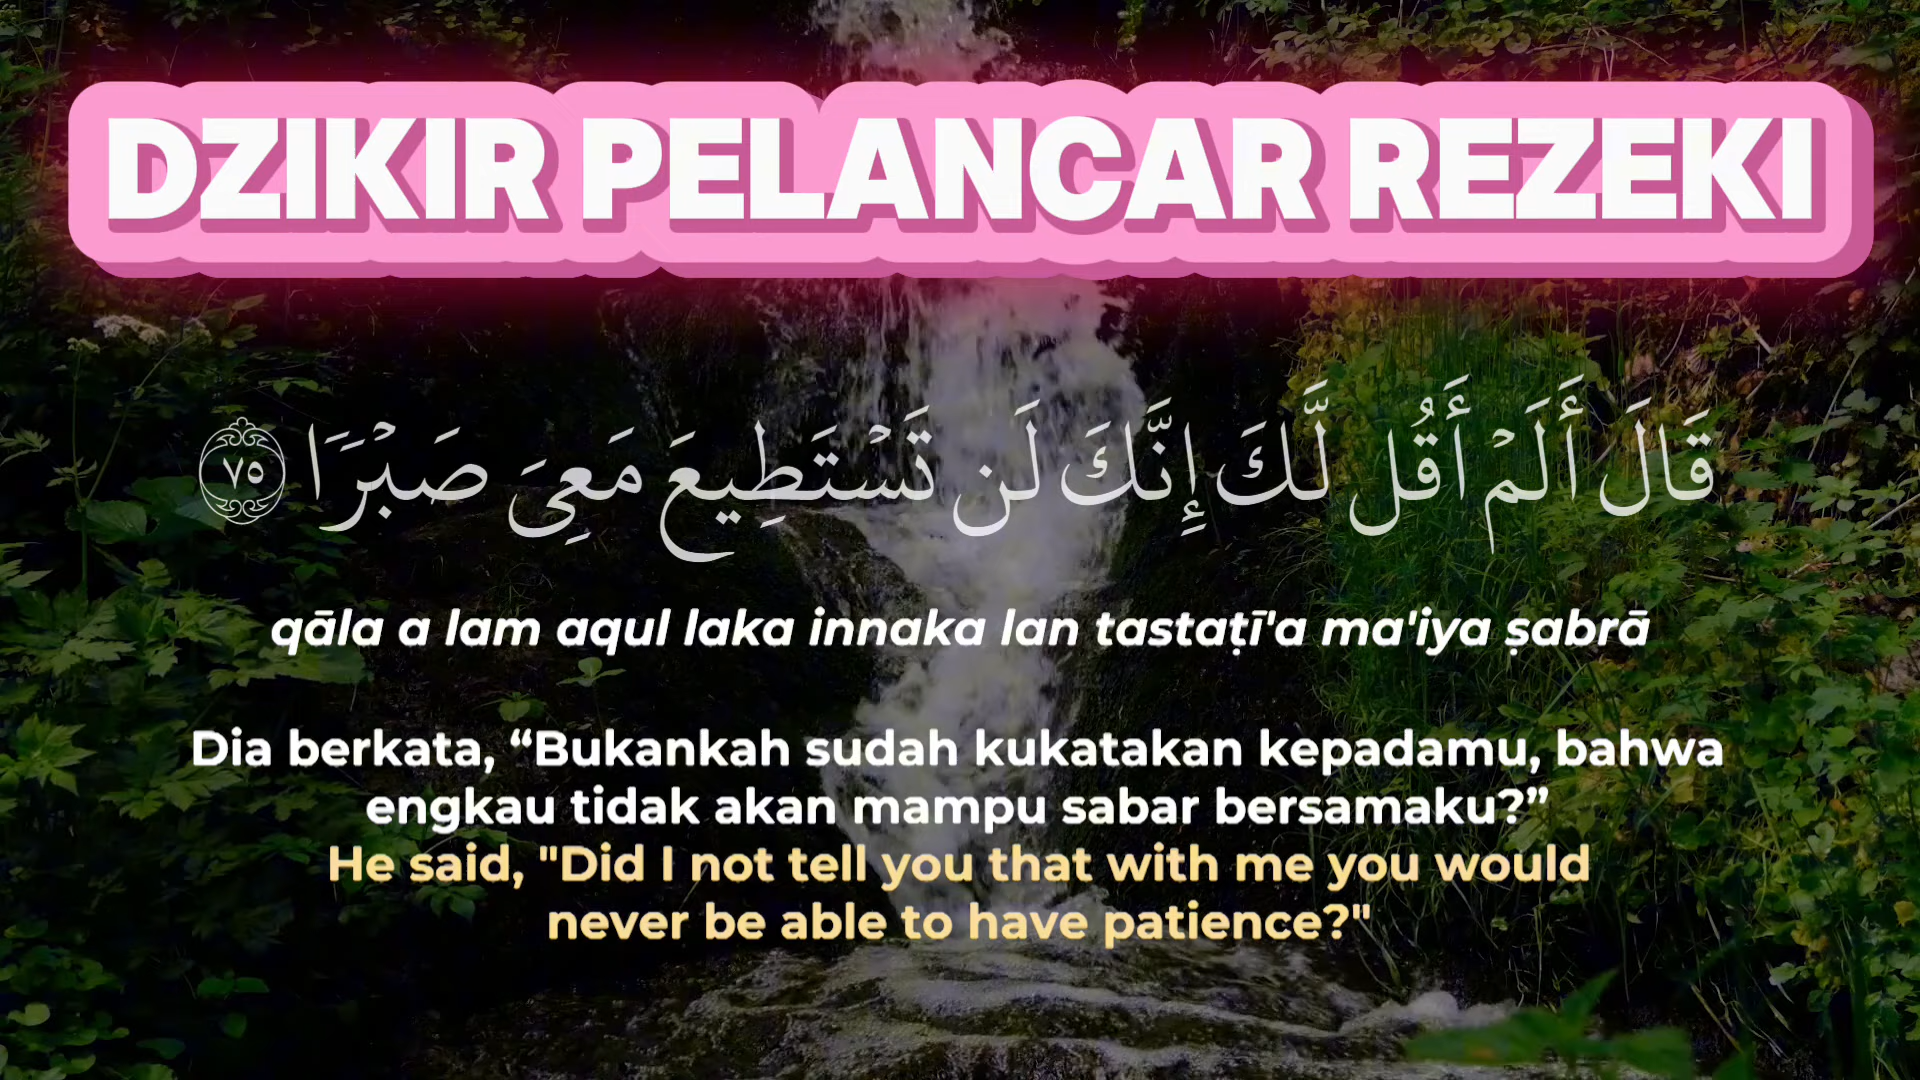 DZIKIR PELANCAR REZEKI
قَالَ أَلَمۡ أَقُل لَّكَ إِنَّكَ لَن تَسۡتَطِيعَ مَعِىَ صَبۡرٗا ٧٥
qāla a lam aqul laka innaka lan tastaṭī'a ma'iya ṣabrā
Dia berkata, “Bukankah sudah kukatakan kepadamu, bahwa
engkau tidak akan mampu sabar bersamaku?”
He said, "Did I not tell you that with me you would
never be able to have patience?"